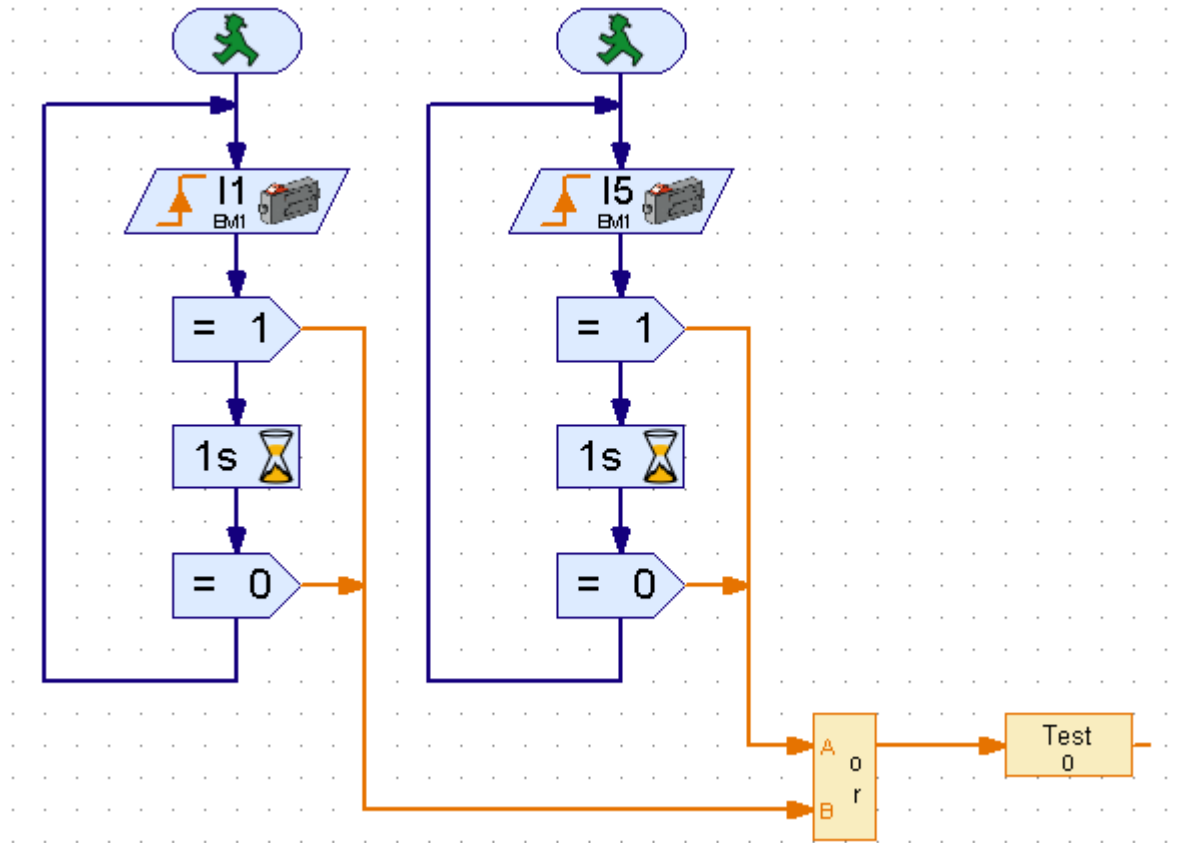 I1
BM1
I5
BM1
= 1
= 1
1s
1s
= 0
= 0
A
o
r
B
Test
0